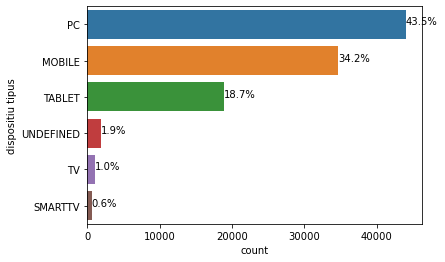 PC
43.5%
MOBILE
34.2%
TABLET
18.7%
UNDEFINED
1.9%
TV
1.0%
SMARTTV
0.6%
dispositiu tipus
0 10000 20000 30000 40000
count